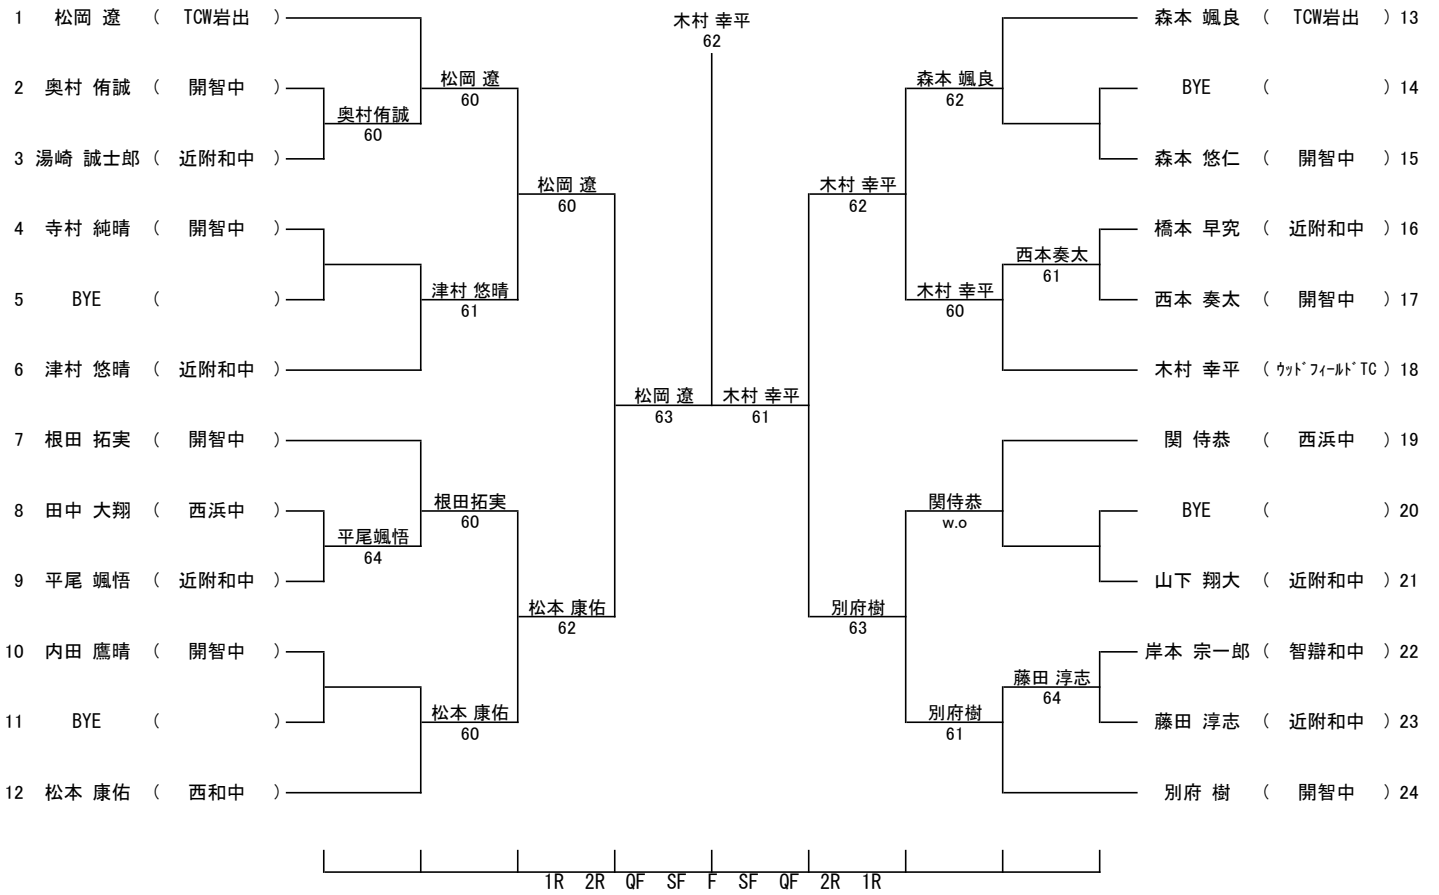 木村 幸平
62
1 松岡 遼 ( TCW岩出 )
2 奥村 侑誠 ( 開智中 )
3 湯崎 誠士郎 ( 近附和中 )
4 寺村 純晴 ( 開智中 )
5 BYE ( )
6 津村 悠晴 ( 近附和中 )
7 根田 拓実 ( 開智中 )
8 田中 大翔 ( 西浜中 )
9 平尾 颯悟 ( 近附和中 )
10 内田 鷹晴 ( 開智中 )
11 BYE ( )
12 松本 康佑 ( 西和中 )
奥村侑誠
60
平尾颯悟
64
松岡 遼
60
津村 悠晴
61
根田拓実
60
松本 康佑
60
松岡 遼
60
松本 康佑
62
松岡 遼
63
木村 幸平
61
木村 幸平
62
別府樹
63
森本 颯良
62
木村 幸平
60
関侍恭
w.o
別府樹
61
西本奏太
61
藤田 淳志
64
森本 颯良 ( TCW岩出 ) 13
BYE ( ) 14
森本 悠仁 ( 開智中 ) 15
橋本 早究 ( 近附和中 ) 16
西本 奏太 ( 開智中 ) 17
木村 幸平 ( ｳｯﾄﾞﾌｨｰﾙﾄﾞTC ) 18
関 侍恭 ( 西浜中 ) 19
BYE ( ) 20
山下 翔大 ( 近附和中 ) 21
岸本 宗一郎 ( 智辯和中 ) 22
藤田 淳志 ( 近附和中 ) 23
別府 樹 ( 開智中 ) 24
1R 2R QF SF F SF QF 2R 1R